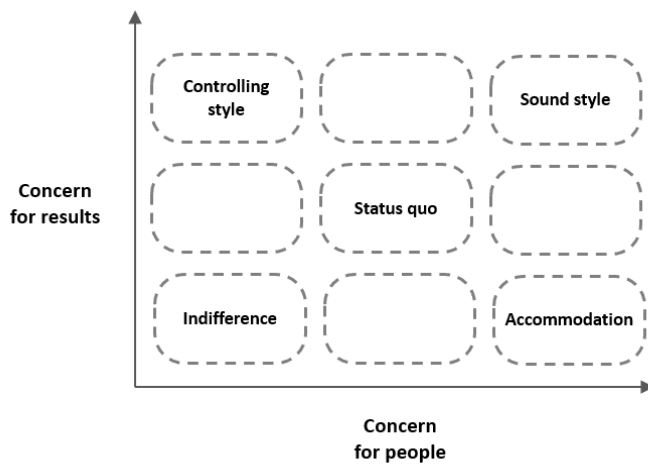 Controlling
style
Sound style
Concern
for results
Status quo
Indifference
Accommodation
Concern
for people